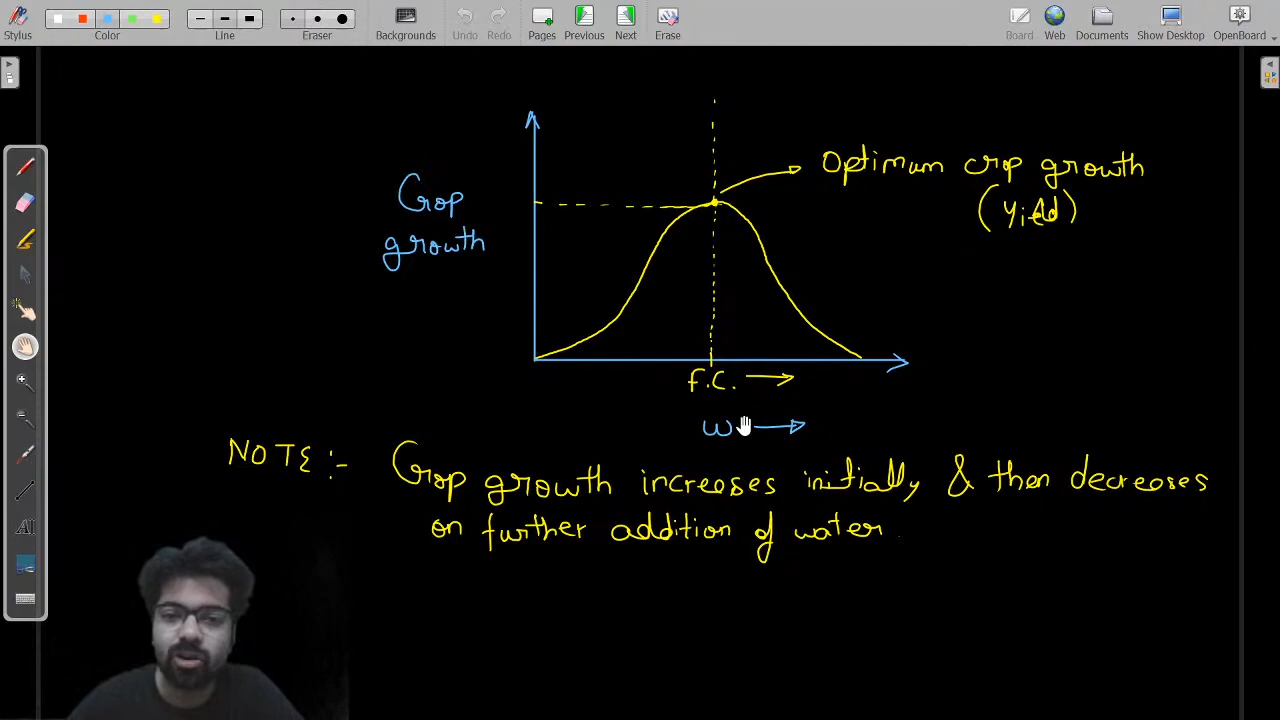 Stylus
Color
Line
Eraser
Backgrounds
Undo
Redo
Pages
Previous
Next
Erase
Board
Web
Documents
Show Desktop
OpenBoard
Optimum crop growth
(Yield)
Crop
growth
F.C.
w
NOTE :- Crop growth increases initially & then decreases
on further addition of water